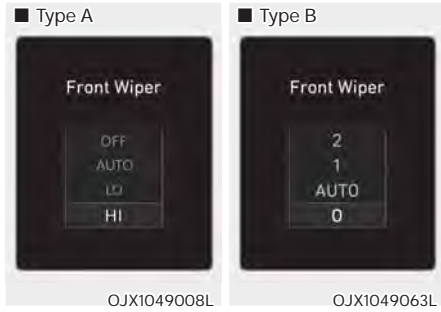 ■ Type A
Front Wiper
OFF
AUTO
LO
HI
OJX1049008L
■ Type B
Front Wiper
2
1
AUTO
0
OJX1049063L